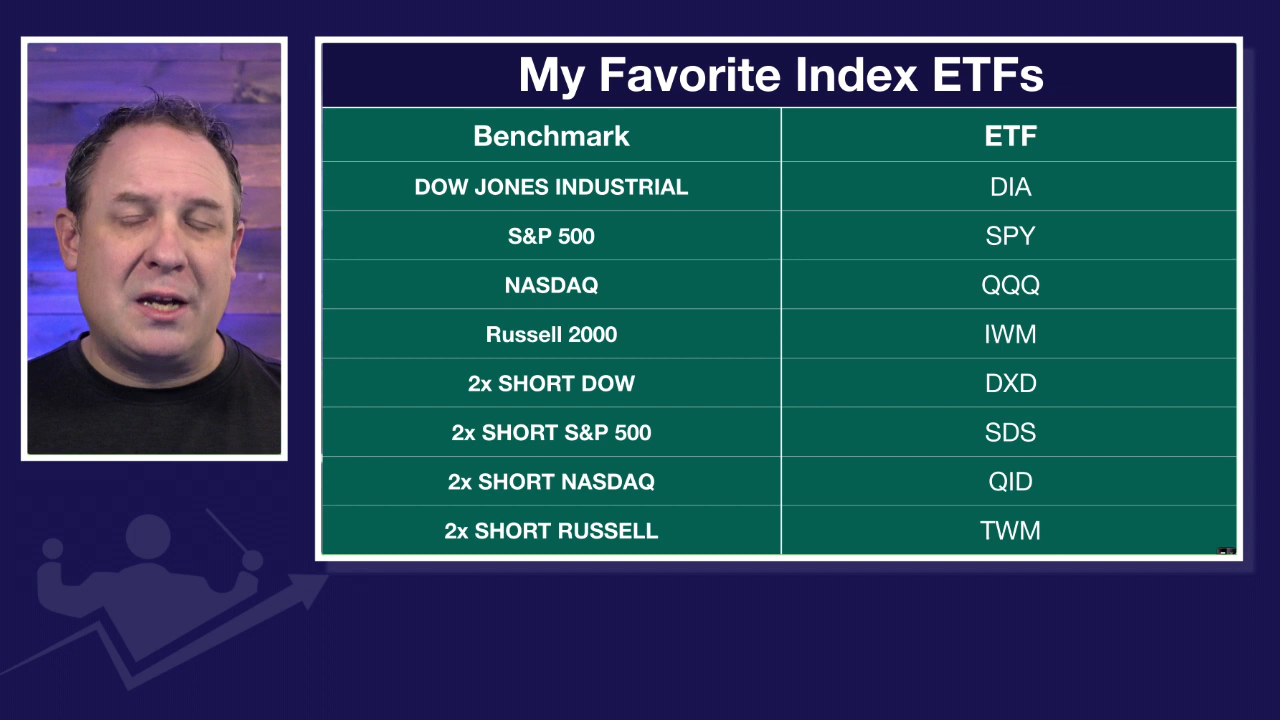 My Favorite Index ETFs
Benchmark ETF
DOW JONES INDUSTRIAL DIA
S&P 500 SPY
NASDAQ QQQ
Russell 2000 IWM
2x SHORT DOW DXD
2x SHORT S&P 500 SDS
2x SHORT NASDAQ QID
2x SHORT RUSSELL TWM